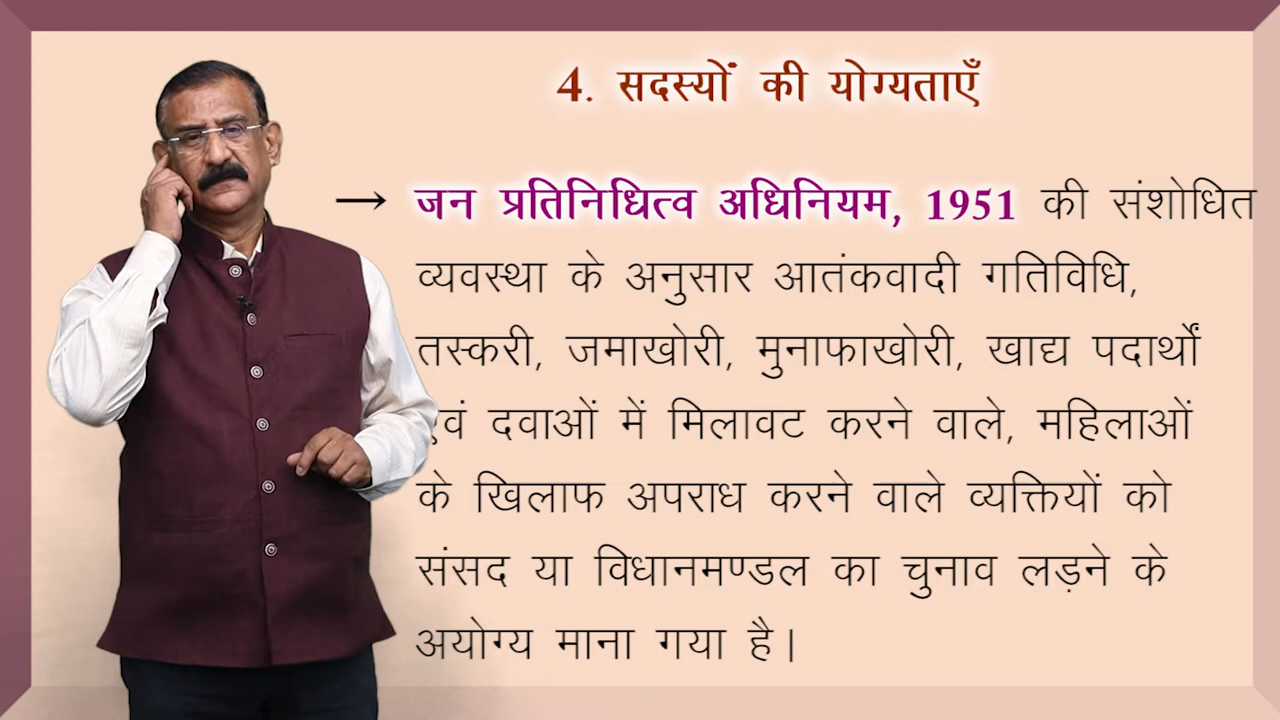 4. सदस्यों की योग्यताएँ
→ जन प्रतिनिधित्व अधिनियम, 1951 की संशोधित
व्यवस्था के अनुसार आतंकवादी गतिविधि,
तस्करी, जमाखोरी, मुनाफाखोरी, खाद्य पदार्थों
दवाओं में मिलावट करने वाले, महिलाओं
के खिलाफ अपराध करने वाले व्यक्तियों को
संसद या विधानमण्डल का चुनाव लड़ने के
अयोग्य माना गया है।